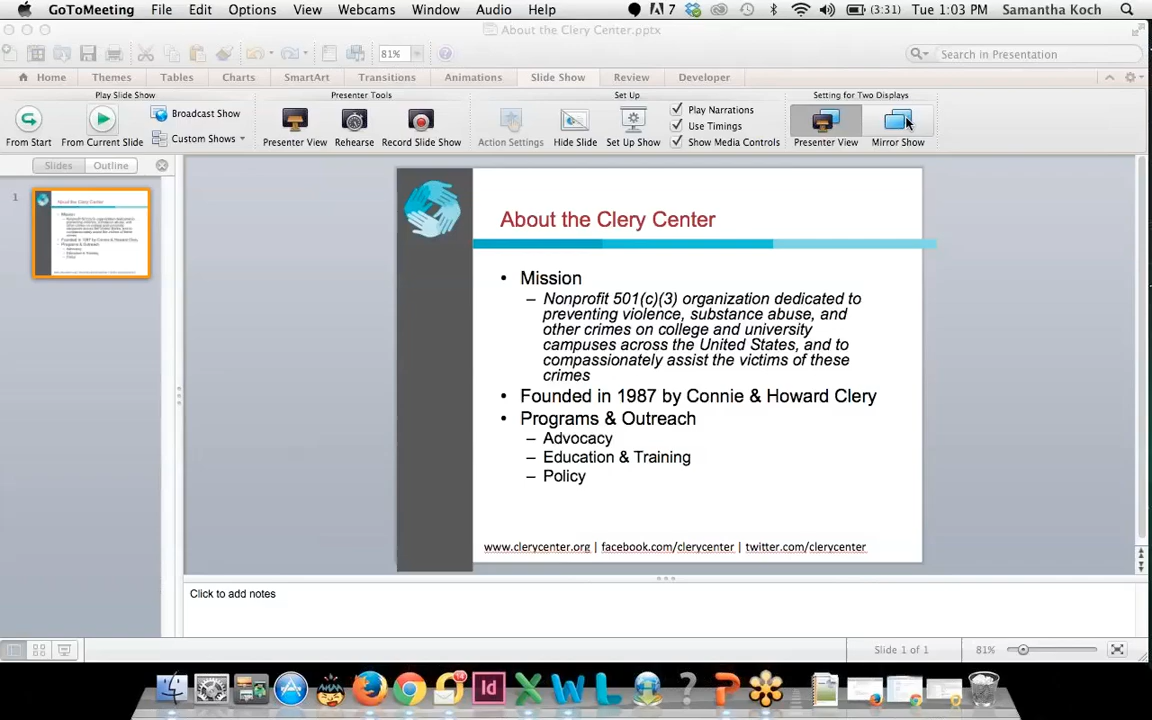 GoToMeeting File Edit Options View Webcams Window Audio Help 7 (3:31) Tue 1:03 PM Samantha Koch
About the Clery Center.pptx
81% Search in Presentation
Home Themes Tables Charts SmartArt Transitions Animations Slide Show Review Developer
Play Slide Show Presenter Tools Set Up Setting for Two Displays
Broadcast Show Play Narrations
Custom Shows Use Timings
From Start From Current Slide Presenter View Rehearse Record Slide Show Action Settings Hide Slide Set Up Show Show Media Controls Presenter View Mirror Show
Slides Outline
1
About the Clery Center
• Mission
– Nonprofit 501(c)(3) organization dedicated to
preventing violence, substance abuse, and
other crimes on college and university
campuses across the United States, and to
compassionately assist the victims of these
crimes
• Founded in 1987 by Connie & Howard Clery
• Programs & Outreach
– Advocacy
– Education & Training
– Policy
www.clerycenter.org | facebook.com/clerycenter | twitter.com/clerycenter
Click to add notes
Slide 1 of 1 81%
Id X W L ? P